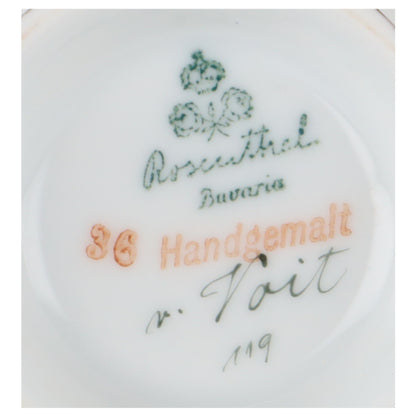 Rosenthal
Bavaria
36 Handgemalt
v. Voit
119